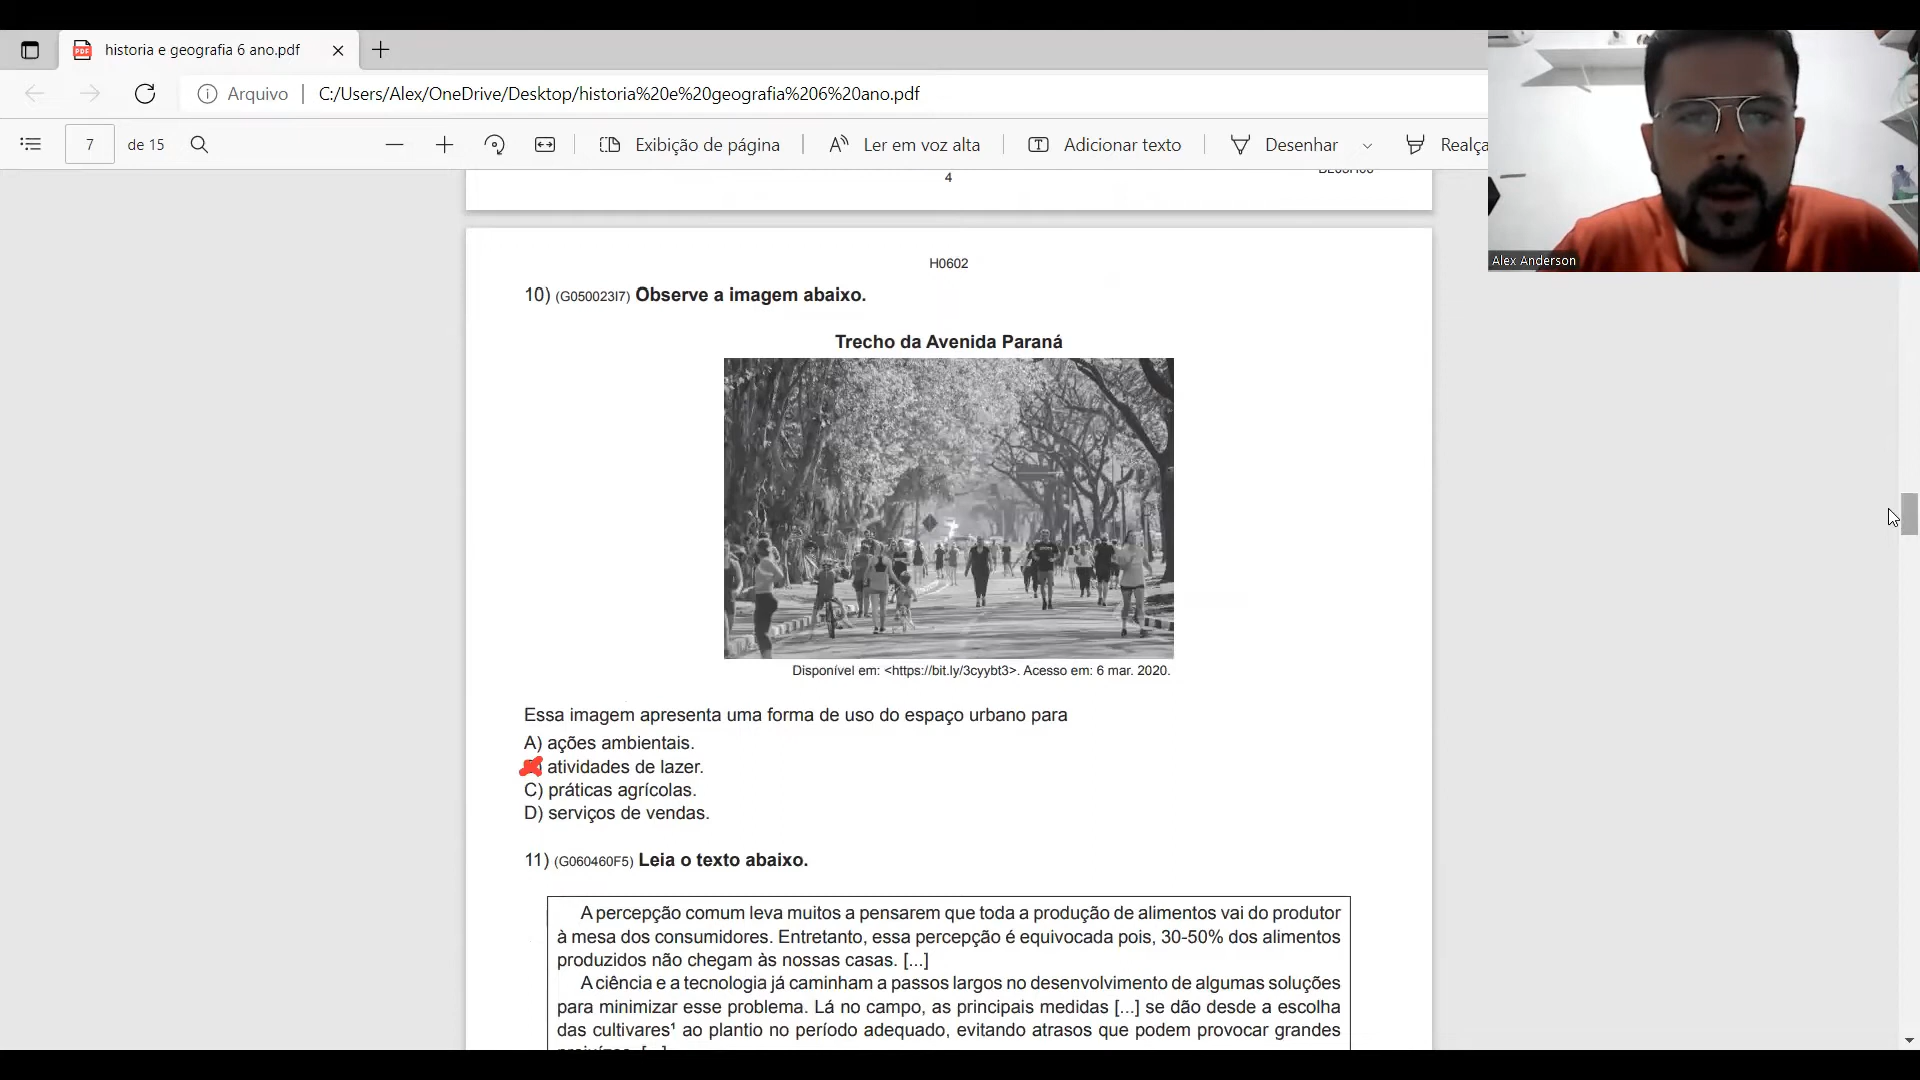 historia e geografia 6 ano.pdf
Arquivo
C:/Users/Alex/OneDrive/Desktop/historia%20e%20geografia%206%20ano.pdf
7 de 15
Exibição de página
Ler em voz alta
Adicionar texto
Desenhar
Realça
Alex Anderson
4
H0602
10) (G050023I7) Observe a imagem abaixo.
Trecho da Avenida Paraná
Disponível em: <https://bit.ly/3cyybt3>. Acesso em: 6 mar. 2020.
Essa imagem apresenta uma forma de uso do espaço urbano para
A) ações ambientais.
atividades de lazer.
C) práticas agrícolas.
D) serviços de vendas.
11) (G060460F5) Leia o texto abaixo.
A percepção comum leva muitos a pensarem que toda a produção de alimentos vai do produtor
à mesa dos consumidores. Entretanto, essa percepção é equivocada pois, 30-50% dos alimentos
produzidos não chegam às nossas casas. [...]
A ciência e a tecnologia já caminham a passos largos no desenvolvimento de algumas soluções
para minimizar esse problema. Lá no campo, as principais medidas [...] se dão desde a escolha
das cultivares¹ ao plantio no período adequado, evitando atrasos que podem provocar grandes